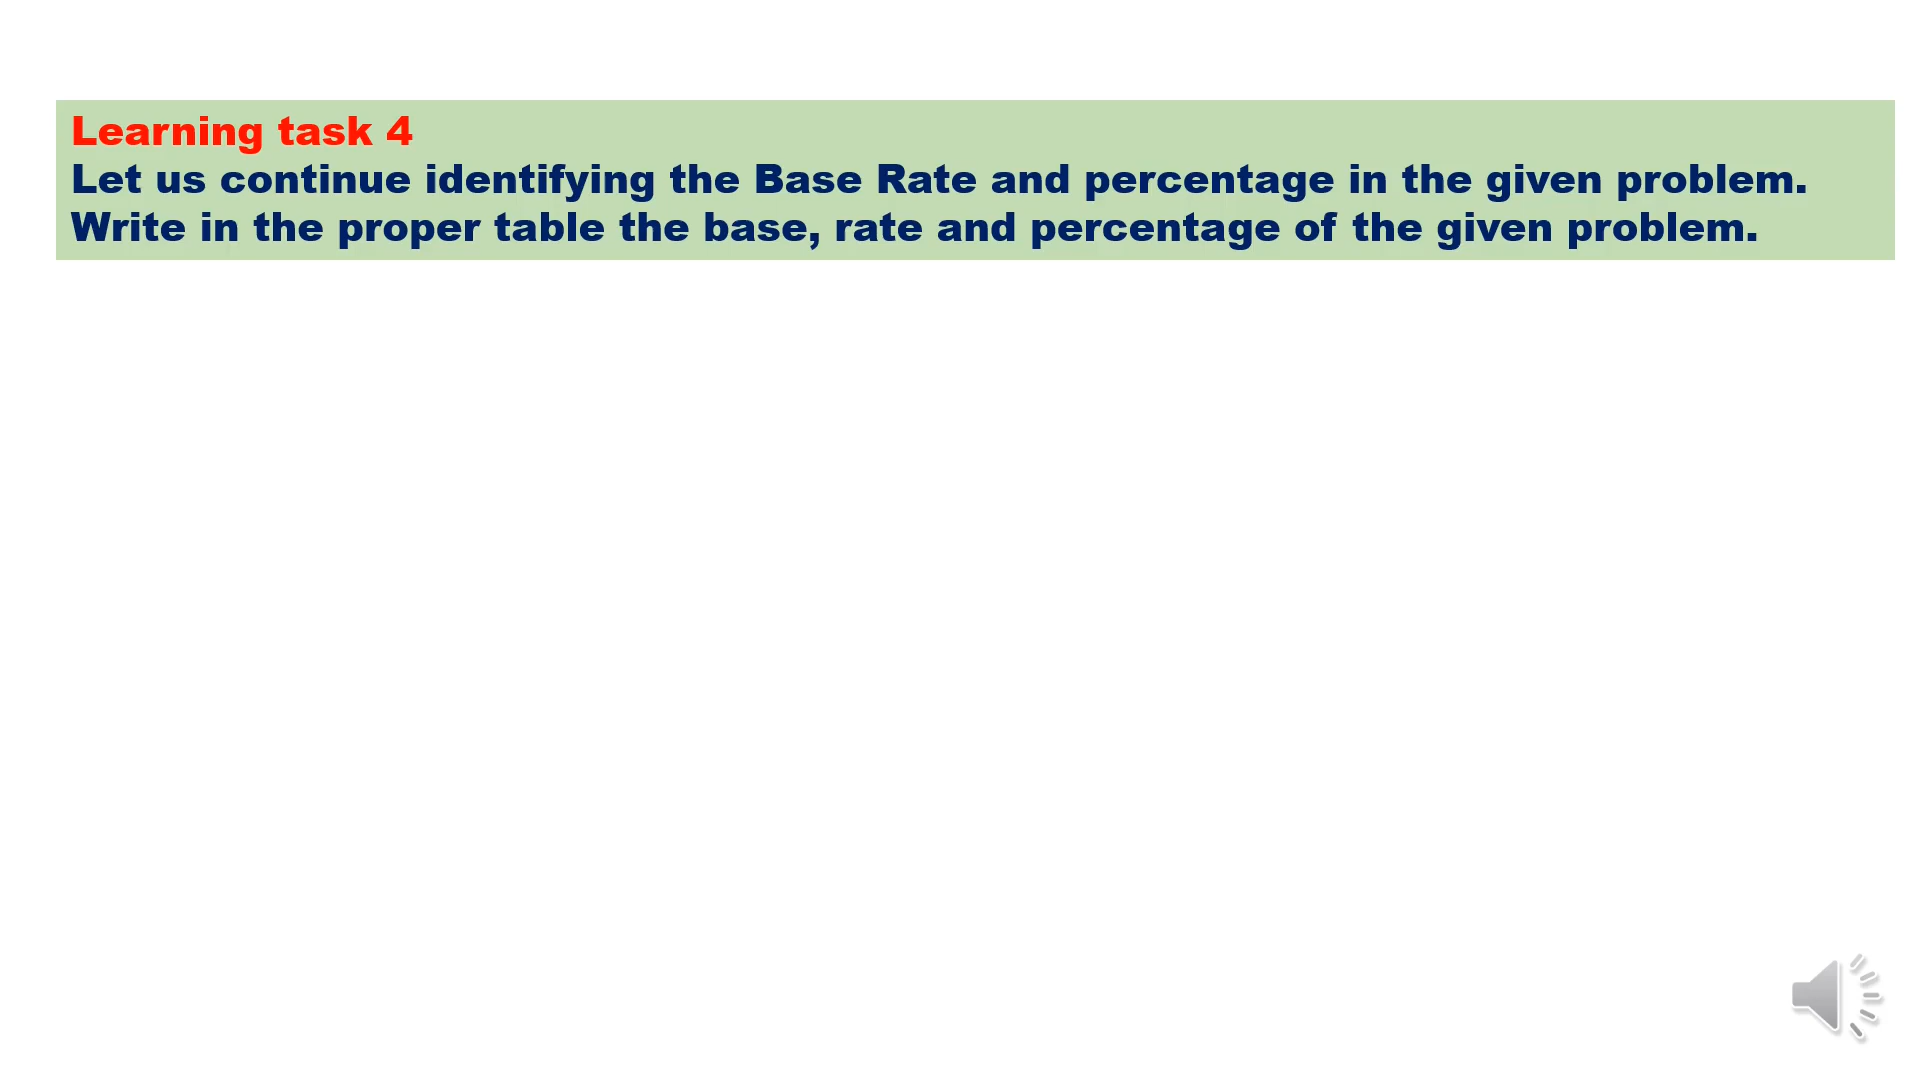 Learning task 4
Let us continue identifying the Base Rate and percentage in the given problem.
Write in the proper table the base, rate and percentage of the given problem.